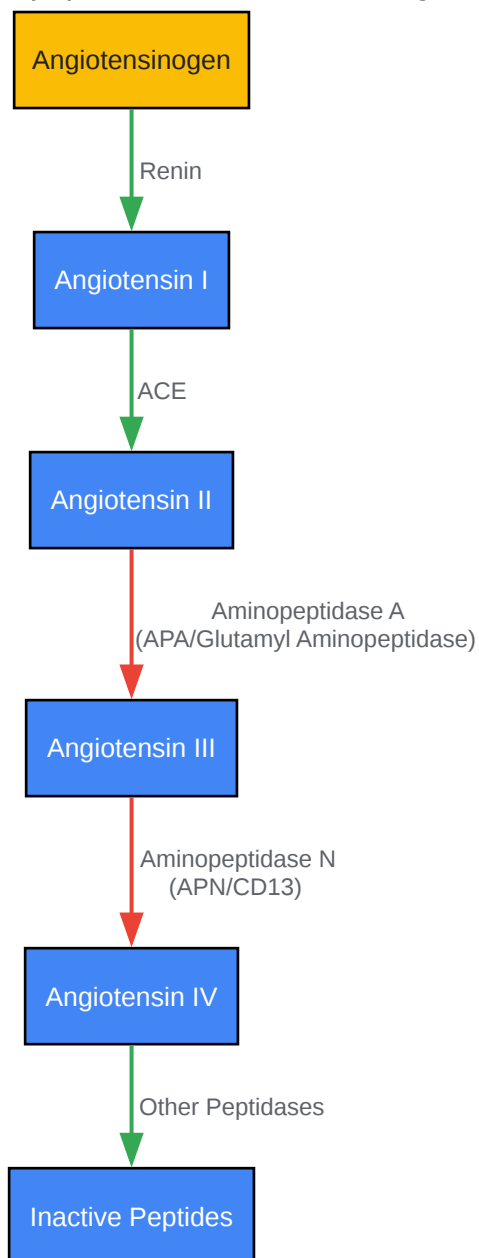 Angiotensinogen
Renin
Angiotensin I
ACE
Angiotensin II
Aminopeptidase A
(APA/Glutamyl Aminopeptidase)
Angiotensin III
Aminopeptidase N
(APN/CD13)
Angiotensin IV
Other Peptidases
Inactive Peptides